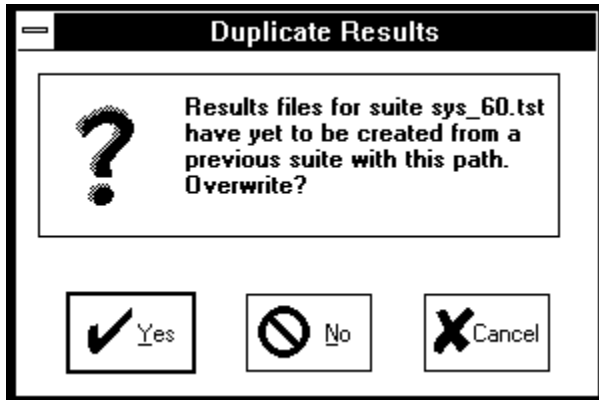 Duplicate Results
Results files for suite sys_60.tst
have yet to be created from a
previous suite with this path.
Overwrite?
Yes
No
Cancel